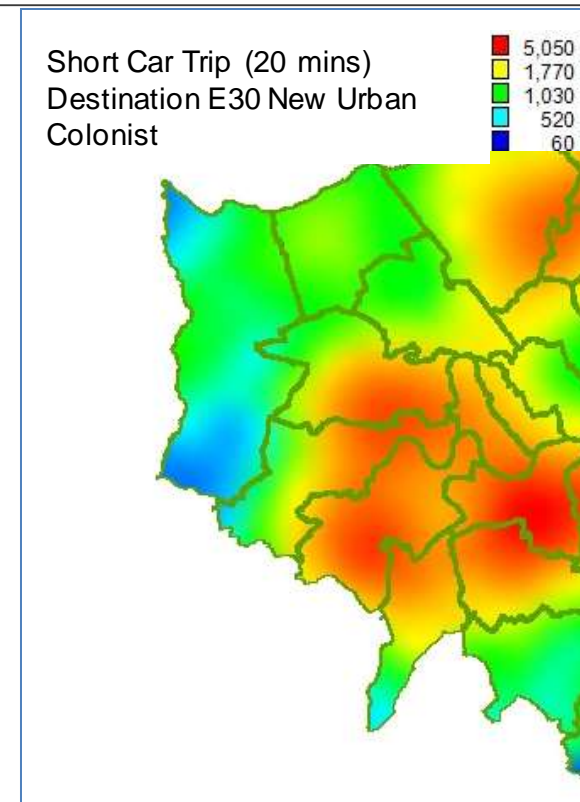 Short Car Trip (20 mins)
Destination E30 New Urban
Colonist
5,050
1,770
1,030
520
60